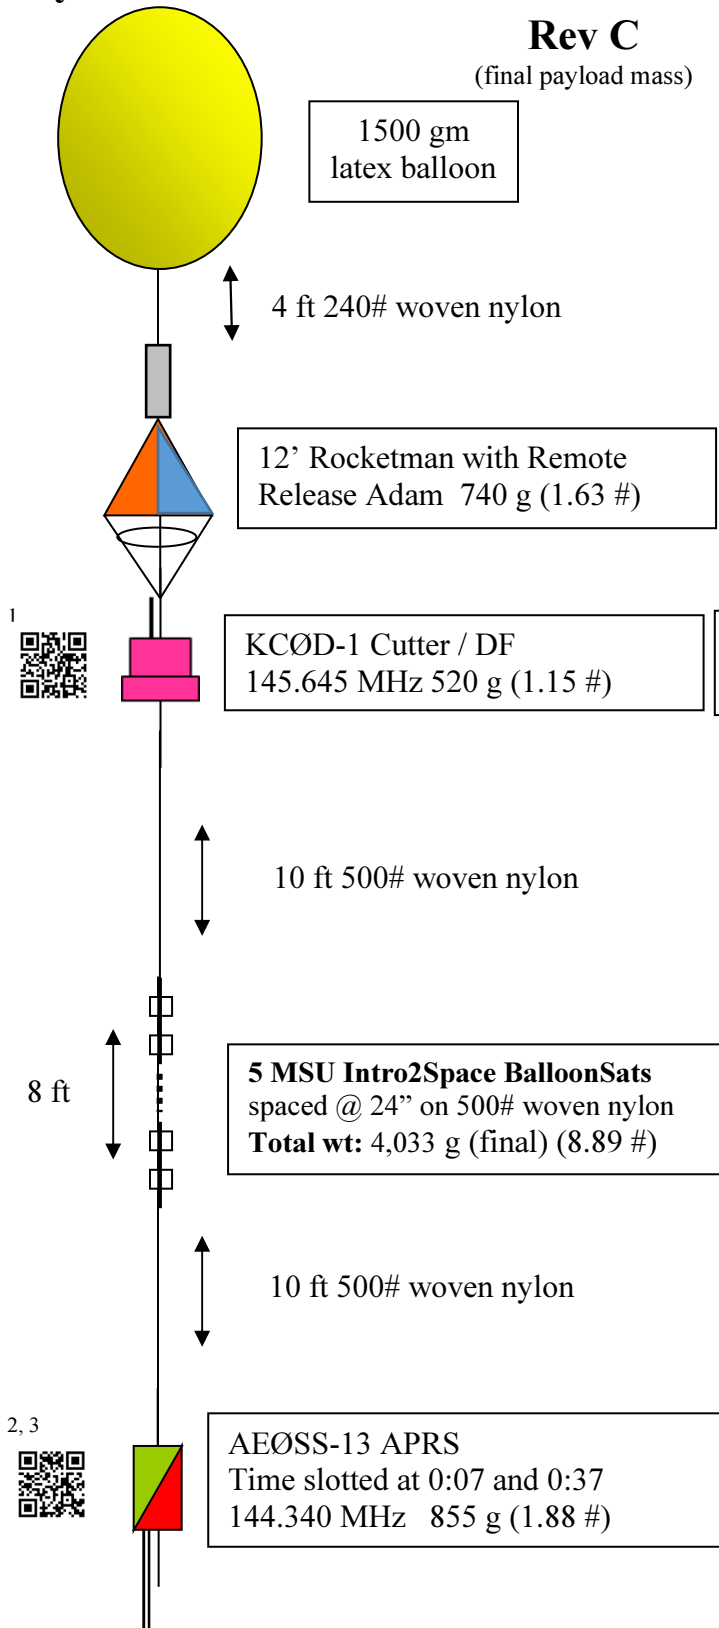 Rev C
(final payload mass)
1500 gm
latex balloon
4 ft 240# woven nylon
12’ Rocketman with Remote
Release Adam 740 g (1.63 #)
1
KCØD-1 Cutter / DF
145.645 MHz 520 g (1.15 #)
10 ft 500# woven nylon
8 ft
5 MSU Intro2Space BalloonSats
spaced @ 24” on 500# woven nylon
Total wt: 4,033 g (final) (8.89 #)
10 ft 500# woven nylon
2, 3
AEØSS-13 APRS
Time slotted at 0:07 and 0:37
144.340 MHz 855 g (1.88 #)